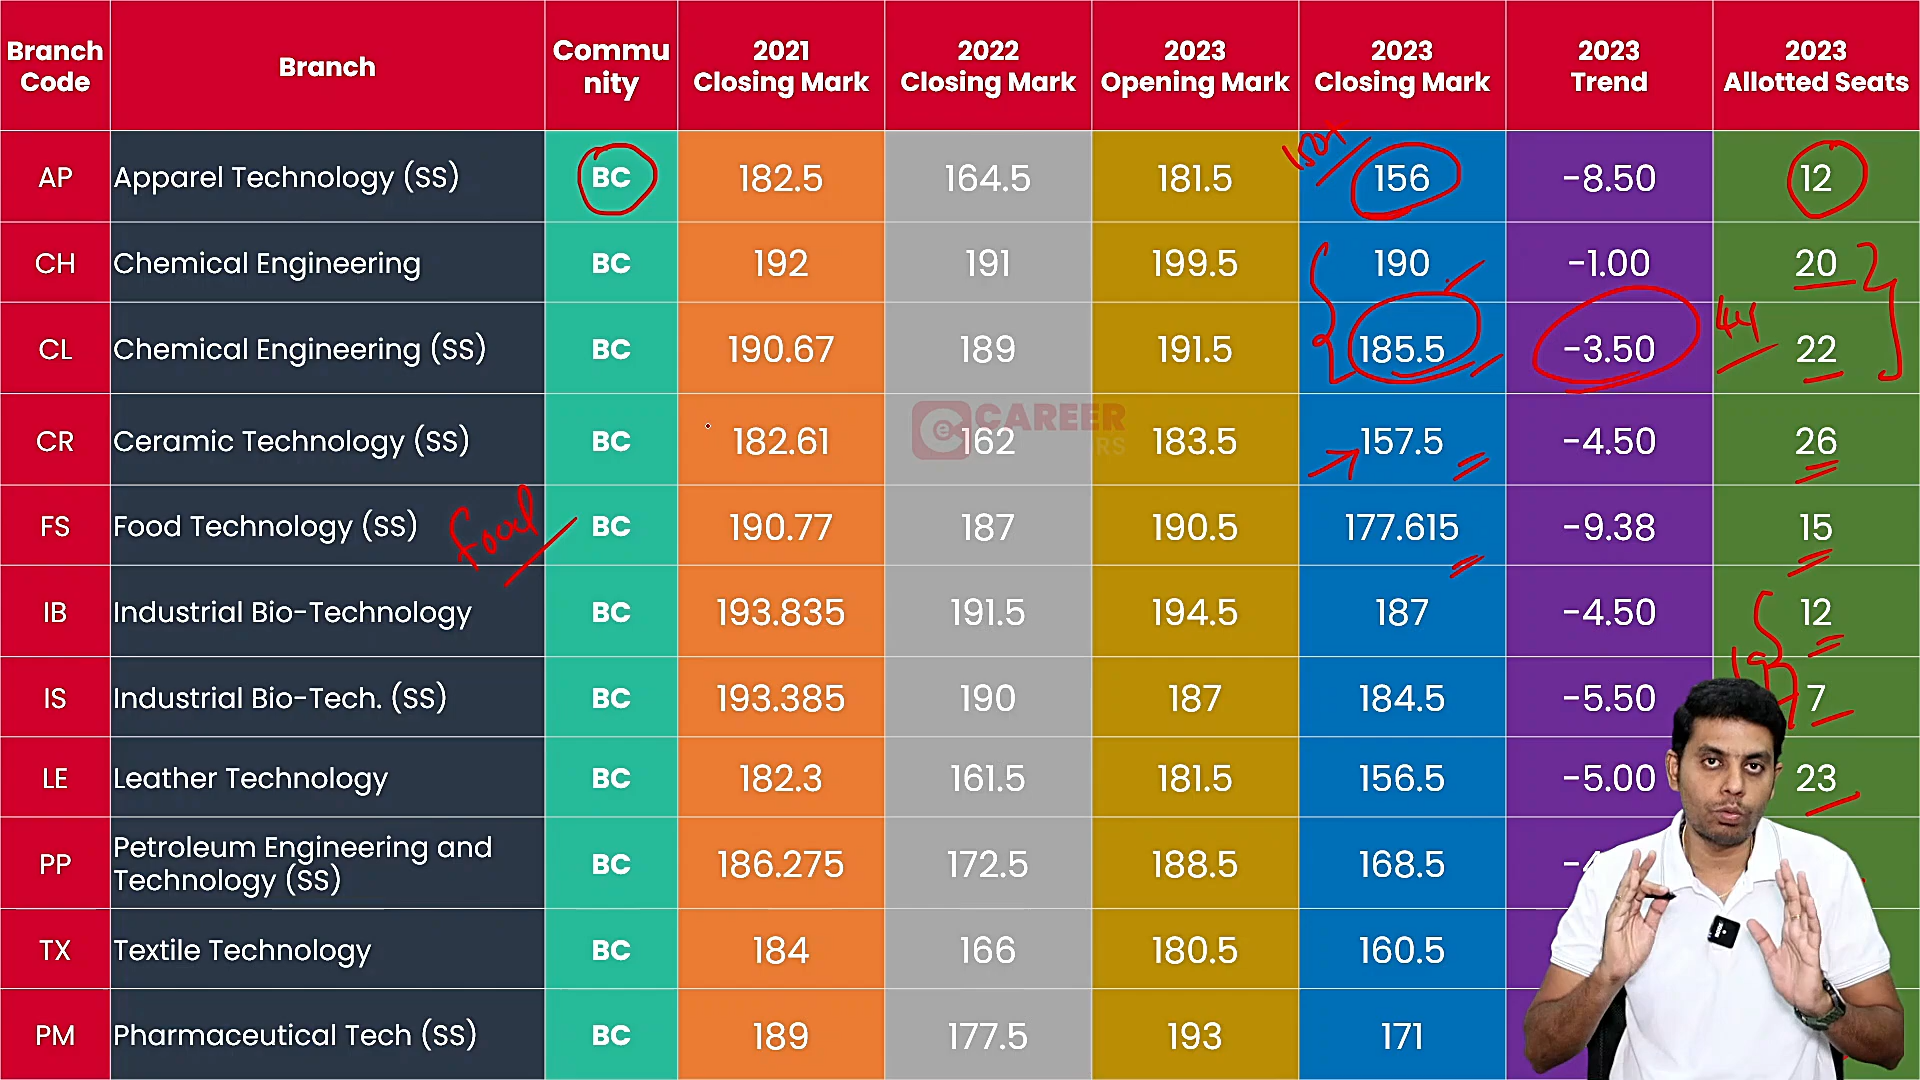 Branch Code Branch Commu nity 2021 Closing Mark 2022 Closing Mark 2023 Opening Mark 2023 Closing Mark 2023 Trend 2023 Allotted Seats
AP Apparel Technology (SS) BC 182.5 164.5 181.5 156 -8.50 12
CH Chemical Engineering BC 192 191 199.5 190 -1.00 20
CL Chemical Engineering (SS) BC 190.67 189 191.5 185.5 -3.50 44 22
CAREER
CR Ceramic Technology (SS) BC 182.61 162 183.5 157.5 -4.50 26
FS Food Technology (SS) food BC 190.77 187 190.5 177.615 -9.38 15
IB Industrial Bio-Technology BC 193.835 191.5 194.5 187 -4.50 12
19
IS Industrial Bio-Tech. (SS) BC 193.385 190 187 184.5 -5.50 7
LE Leather Technology BC 182.3 161.5 181.5 156.5 -5.00 23
PP Petroleum Engineering and Technology (SS) BC 186.275 172.5 188.5 168.5
TX Textile Technology BC 184 166 180.5 160.5
PM Pharmaceutical Tech (SS) BC 189 177.5 193 171